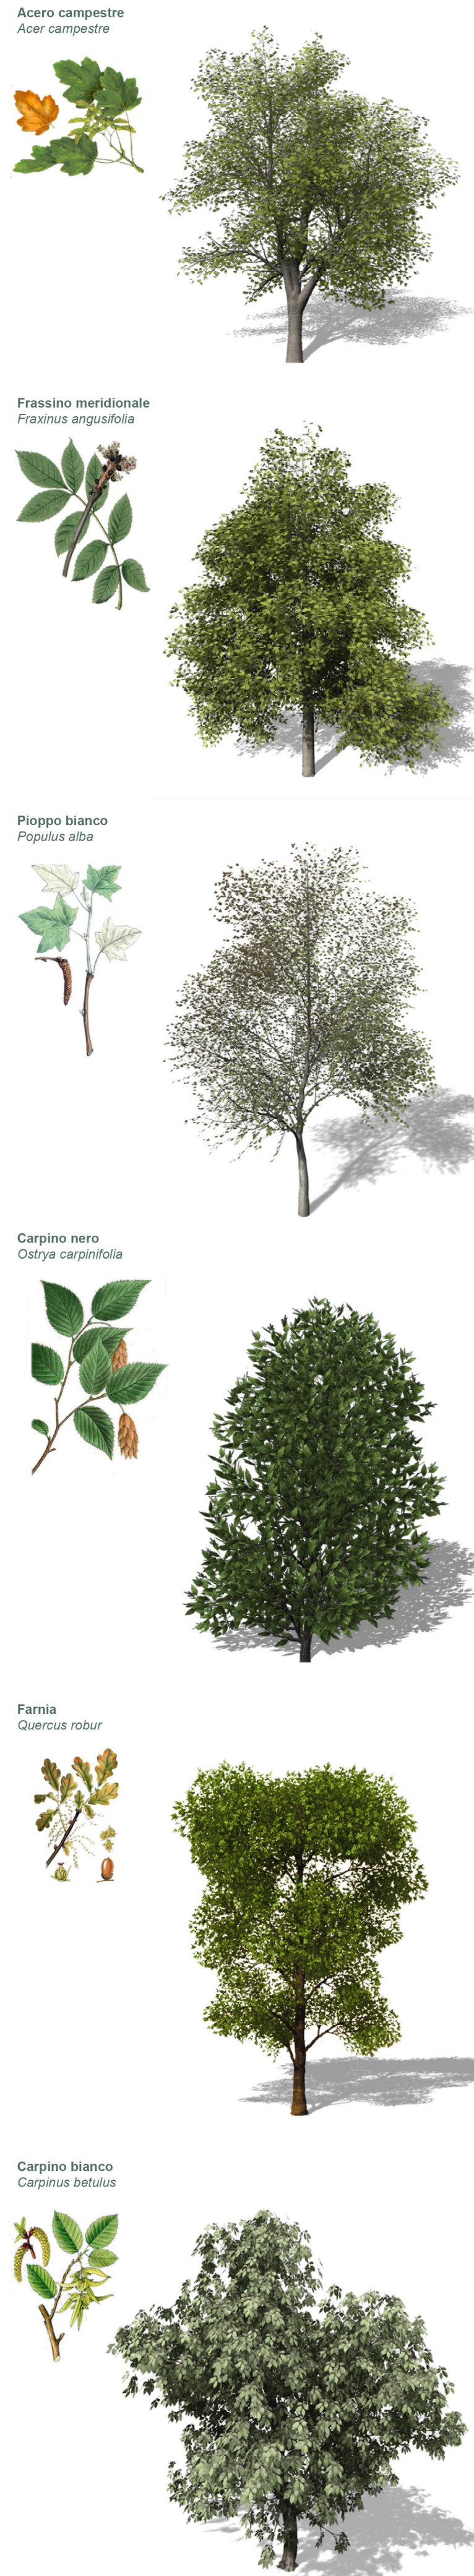 Acero campestre
Acer campestre
Frassino meridionale
Fraxinus angusifolia
Pioppo bianco
Populus alba
Carpino nero
Ostrya carpinifolia
Farnia
Quercus robur
Carpino bianco
Carpinus betulus